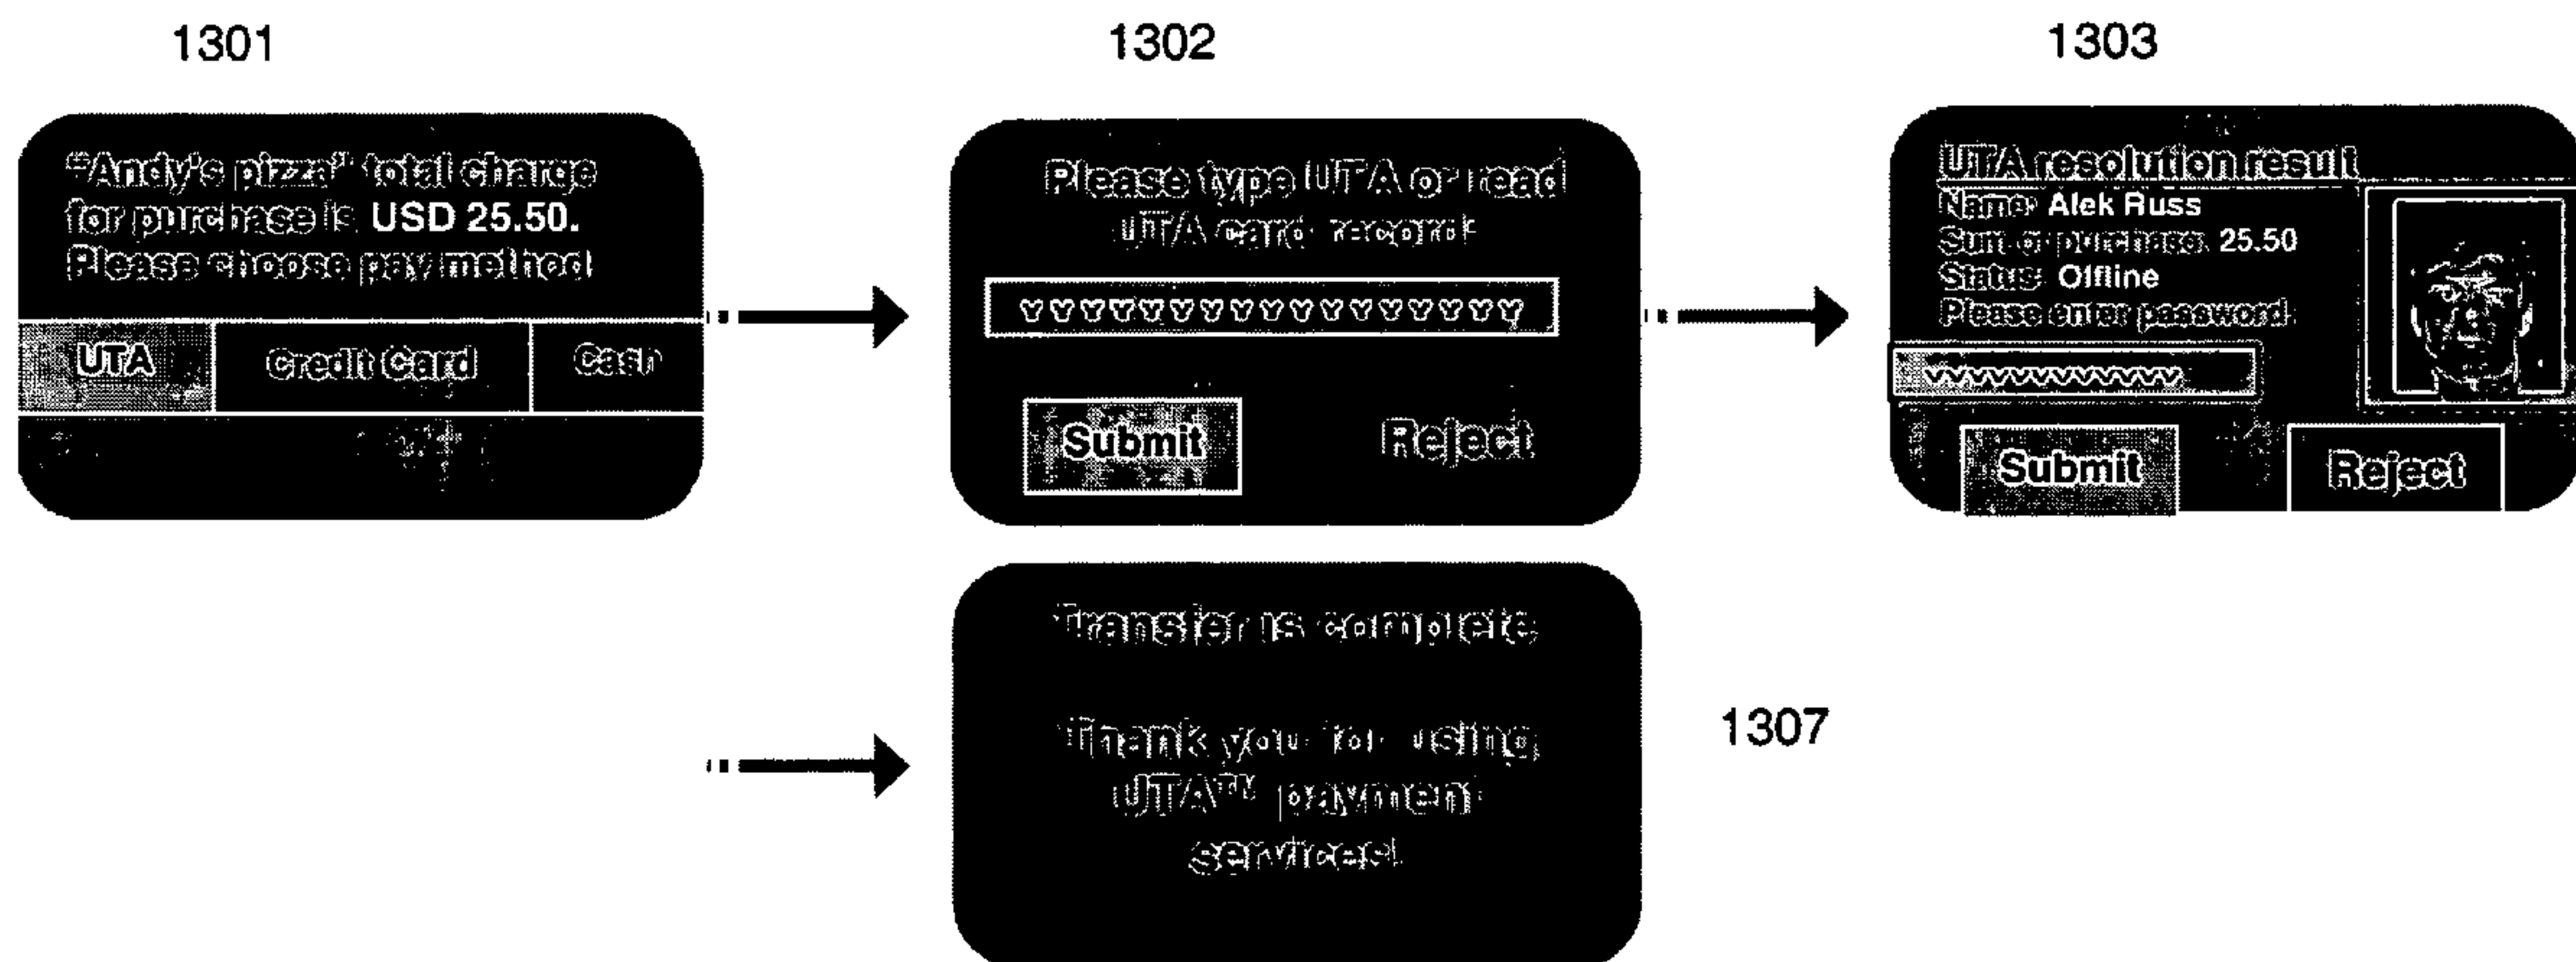 1301
1302
1303
"Andy's pizza" total charge
for purchase is USD 25.50.
Please choose pay method
UTA
Credit Card
Cash
Please type UTA or read
UTA card record:
Submit
Reject
UTA resolution result
Name: Alek Russ
Sum of purchase: 25.50
Status: Offline
Please enter password:
Submit
Reject
Transfer is complete
Thank you for using
UTA™ payment
services!
1307